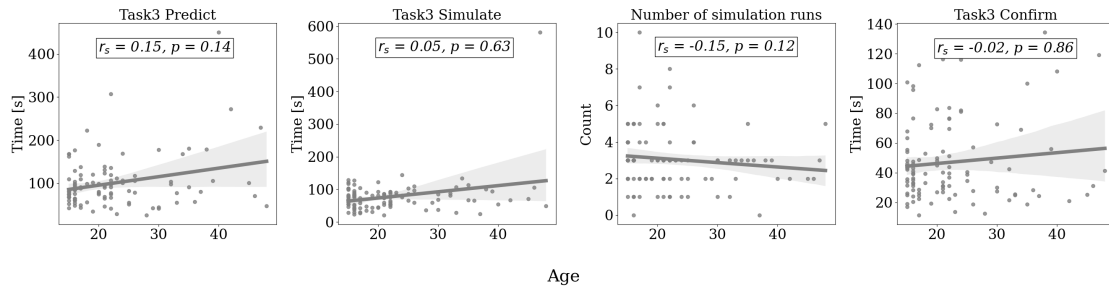 Task3 Predict
r_s = 0.15, p = 0.14
Time [s]
400
300
200
100
20 30 40
Task3 Simulate
r_s = 0.05, p = 0.63
Time [s]
600
500
400
300
200
100
0
20 30 40
Number of simulation runs
r_s = -0.15, p = 0.12
Count
10
8
6
4
2
0
20 30 40
Task3 Confirm
r_s = -0.02, p = 0.86
Time [s]
140
120
100
80
60
40
20
20 30 40
Age